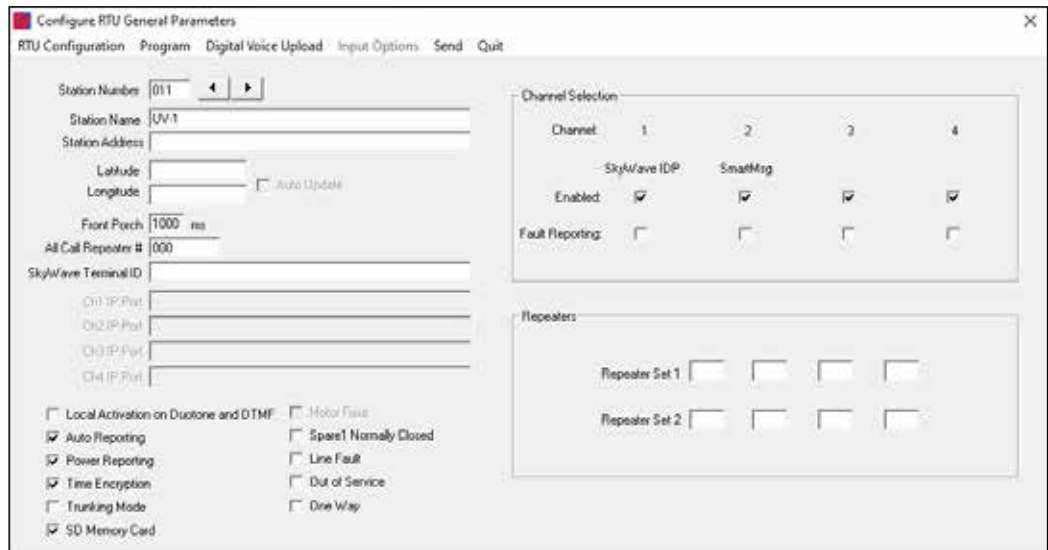 Configure RTU General Parameters
RTU Configuration Program Digital Voice Upload Input Options Send Quit
Station Number 011
Station Name UV-1
Station Address
Latitude
Longitude
Auto Update
Front Porch 1000 ms
All Call Repeater # 000
SkyWave Terminal ID
Ch1 IP:Port
Ch2 IP:Port
Ch3 IP:Port
Ch4 IP:Port
Local Activation on Duotone and DTMF
Auto Reporting
Power Reporting
Time Encryption
Trunking Mode
SD Memory Card
Spare1 Normally Closed
Line Fault
Out of Service
One Way
Channel Selection
Channel: 1 2 3 4
SkyWave IDP SmartMsg
Enabled:
Fault Reporting:
Repeaters
Repeater Set 1
Repeater Set 2